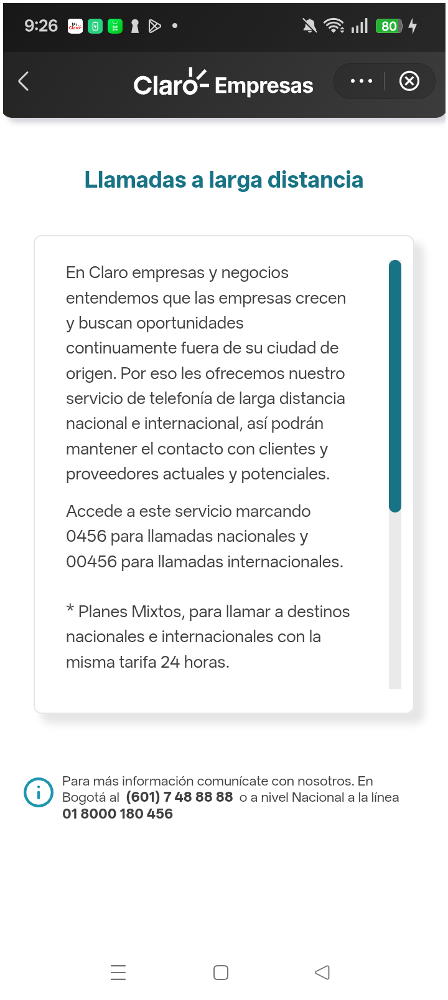 9:26
Mi
Claro
80
Claro Empresas
Llamadas a larga distancia
En Claro empresas y negocios
entendemos que las empresas crecen
y buscan oportunidades
continuamente fuera de su ciudad de
origen. Por eso les ofrecemos nuestro
servicio de telefonía de larga distancia
nacional e internacional, así podrán
mantener el contacto con clientes y
proveedores actuales y potenciales.
Accede a este servicio marcando
0456 para llamadas nacionales y
00456 para llamadas internacionales.
* Planes Mixtos, para llamar a destinos
nacionales e internacionales con la
misma tarifa 24 horas.
Para más información comunícate con nosotros. En
Bogotá al (601) 7 48 88 88 o a nivel Nacional a la línea
01 8000 180 456